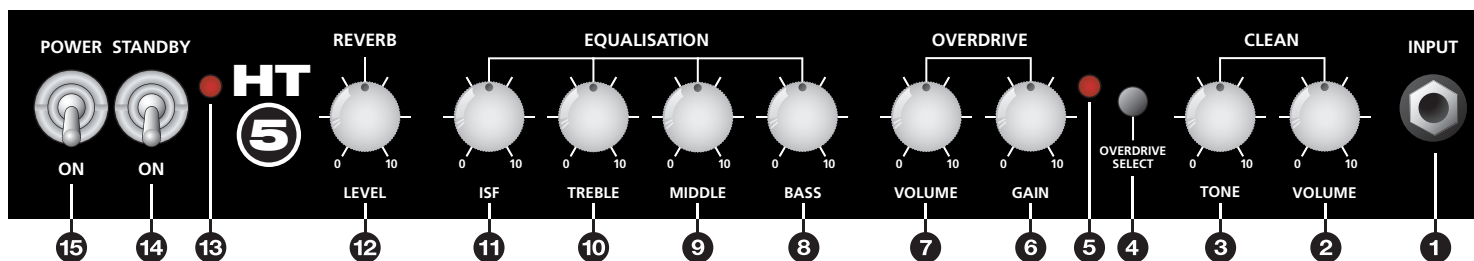 POWER STANDBY
REVERB
EQUALISATION
OVERDRIVE
CLEAN
INPUT
HT
5
0 10
0 10
0 10
0 10
0 10
0 10
0 10
0 10
0 10
OVERDRIVE
SELECT
ON
ON
LEVEL
ISF
TREBLE
MIDDLE
BASS
VOLUME
GAIN
TONE
VOLUME
15
14
13
12
11
10
9
8
7
6
5
4
3
2
1